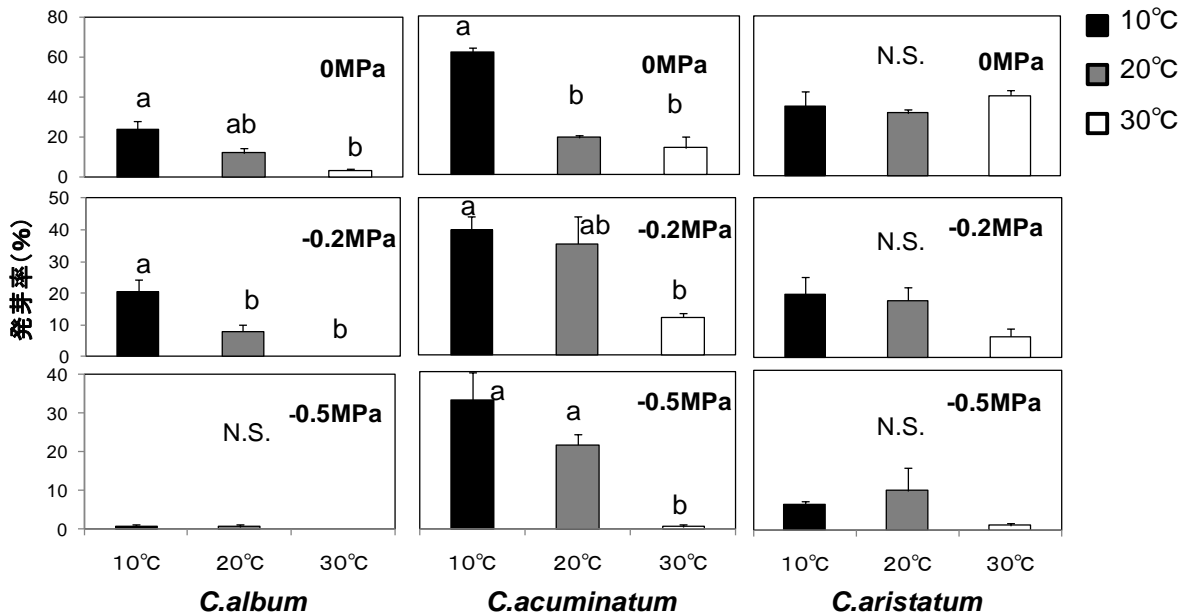 80
60
40
20
0
0MPa
a
ab
b
0MPa
a
b
b
0MPa
N.S.
10℃
20℃
30℃
発芽率(%)
50
40
30
20
10
0
-0.2MPa
a
b
b
-0.2MPa
a
ab
b
-0.2MPa
N.S.
40
30
20
10
0
-0.5MPa
N.S.
-0.5MPa
a
a
b
-0.5MPa
N.S.
10℃ 20℃ 30℃
10℃ 20℃ 30℃
10℃ 20℃ 30℃
C.album
C.acuminatum
C.aristatum